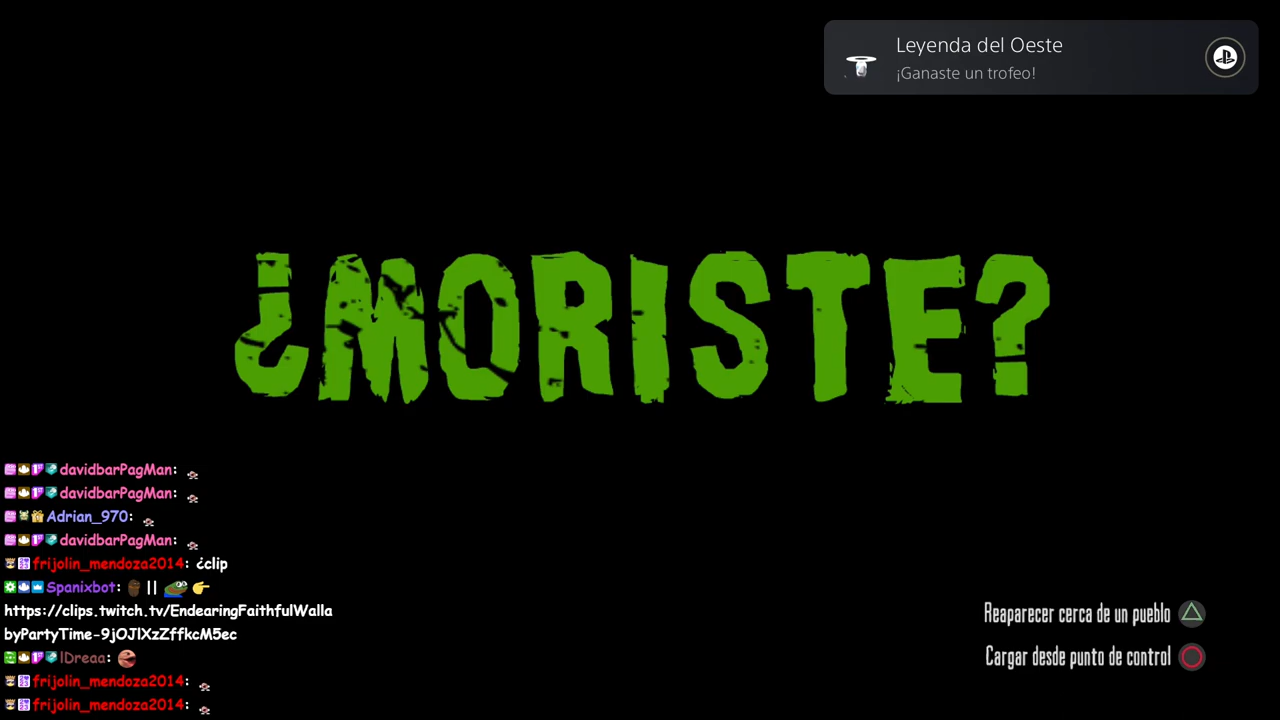 Leyenda del Oeste
¡Ganaste un trofeo!
¿MORISTE?
davidbarPagMan:
davidbarPagMan:
Adrian_970:
davidbarPagMan:
frijolin_mendoza2014: ¿clip
Spanixbot: ||
https://clips.twitch.tv/EndearingFaithfulWalla
byPartyTime-9jOJlXzZffkcM5ec
lDreaa:
frijolin_mendoza2014:
frijolin_mendoza2014:
Reaparecer cerca de un pueblo
Cargar desde punto de control